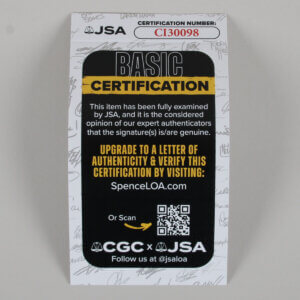 JSA
CERTIFICATION NUMBER:
CI30098
BASIC
CERTIFICATION
This item has been fully examined
by JSA, and it is the considered
opinion of our expert authenticators
that the signature(s) is/are genuine.
UPGRADE TO A LETTER OF
AUTHENTICITY & VERIFY THIS
CERTIFICATION BY VISITING:
SpenceLOA.com
Or Scan
CGC x JSA
Follow us at @jsaloa